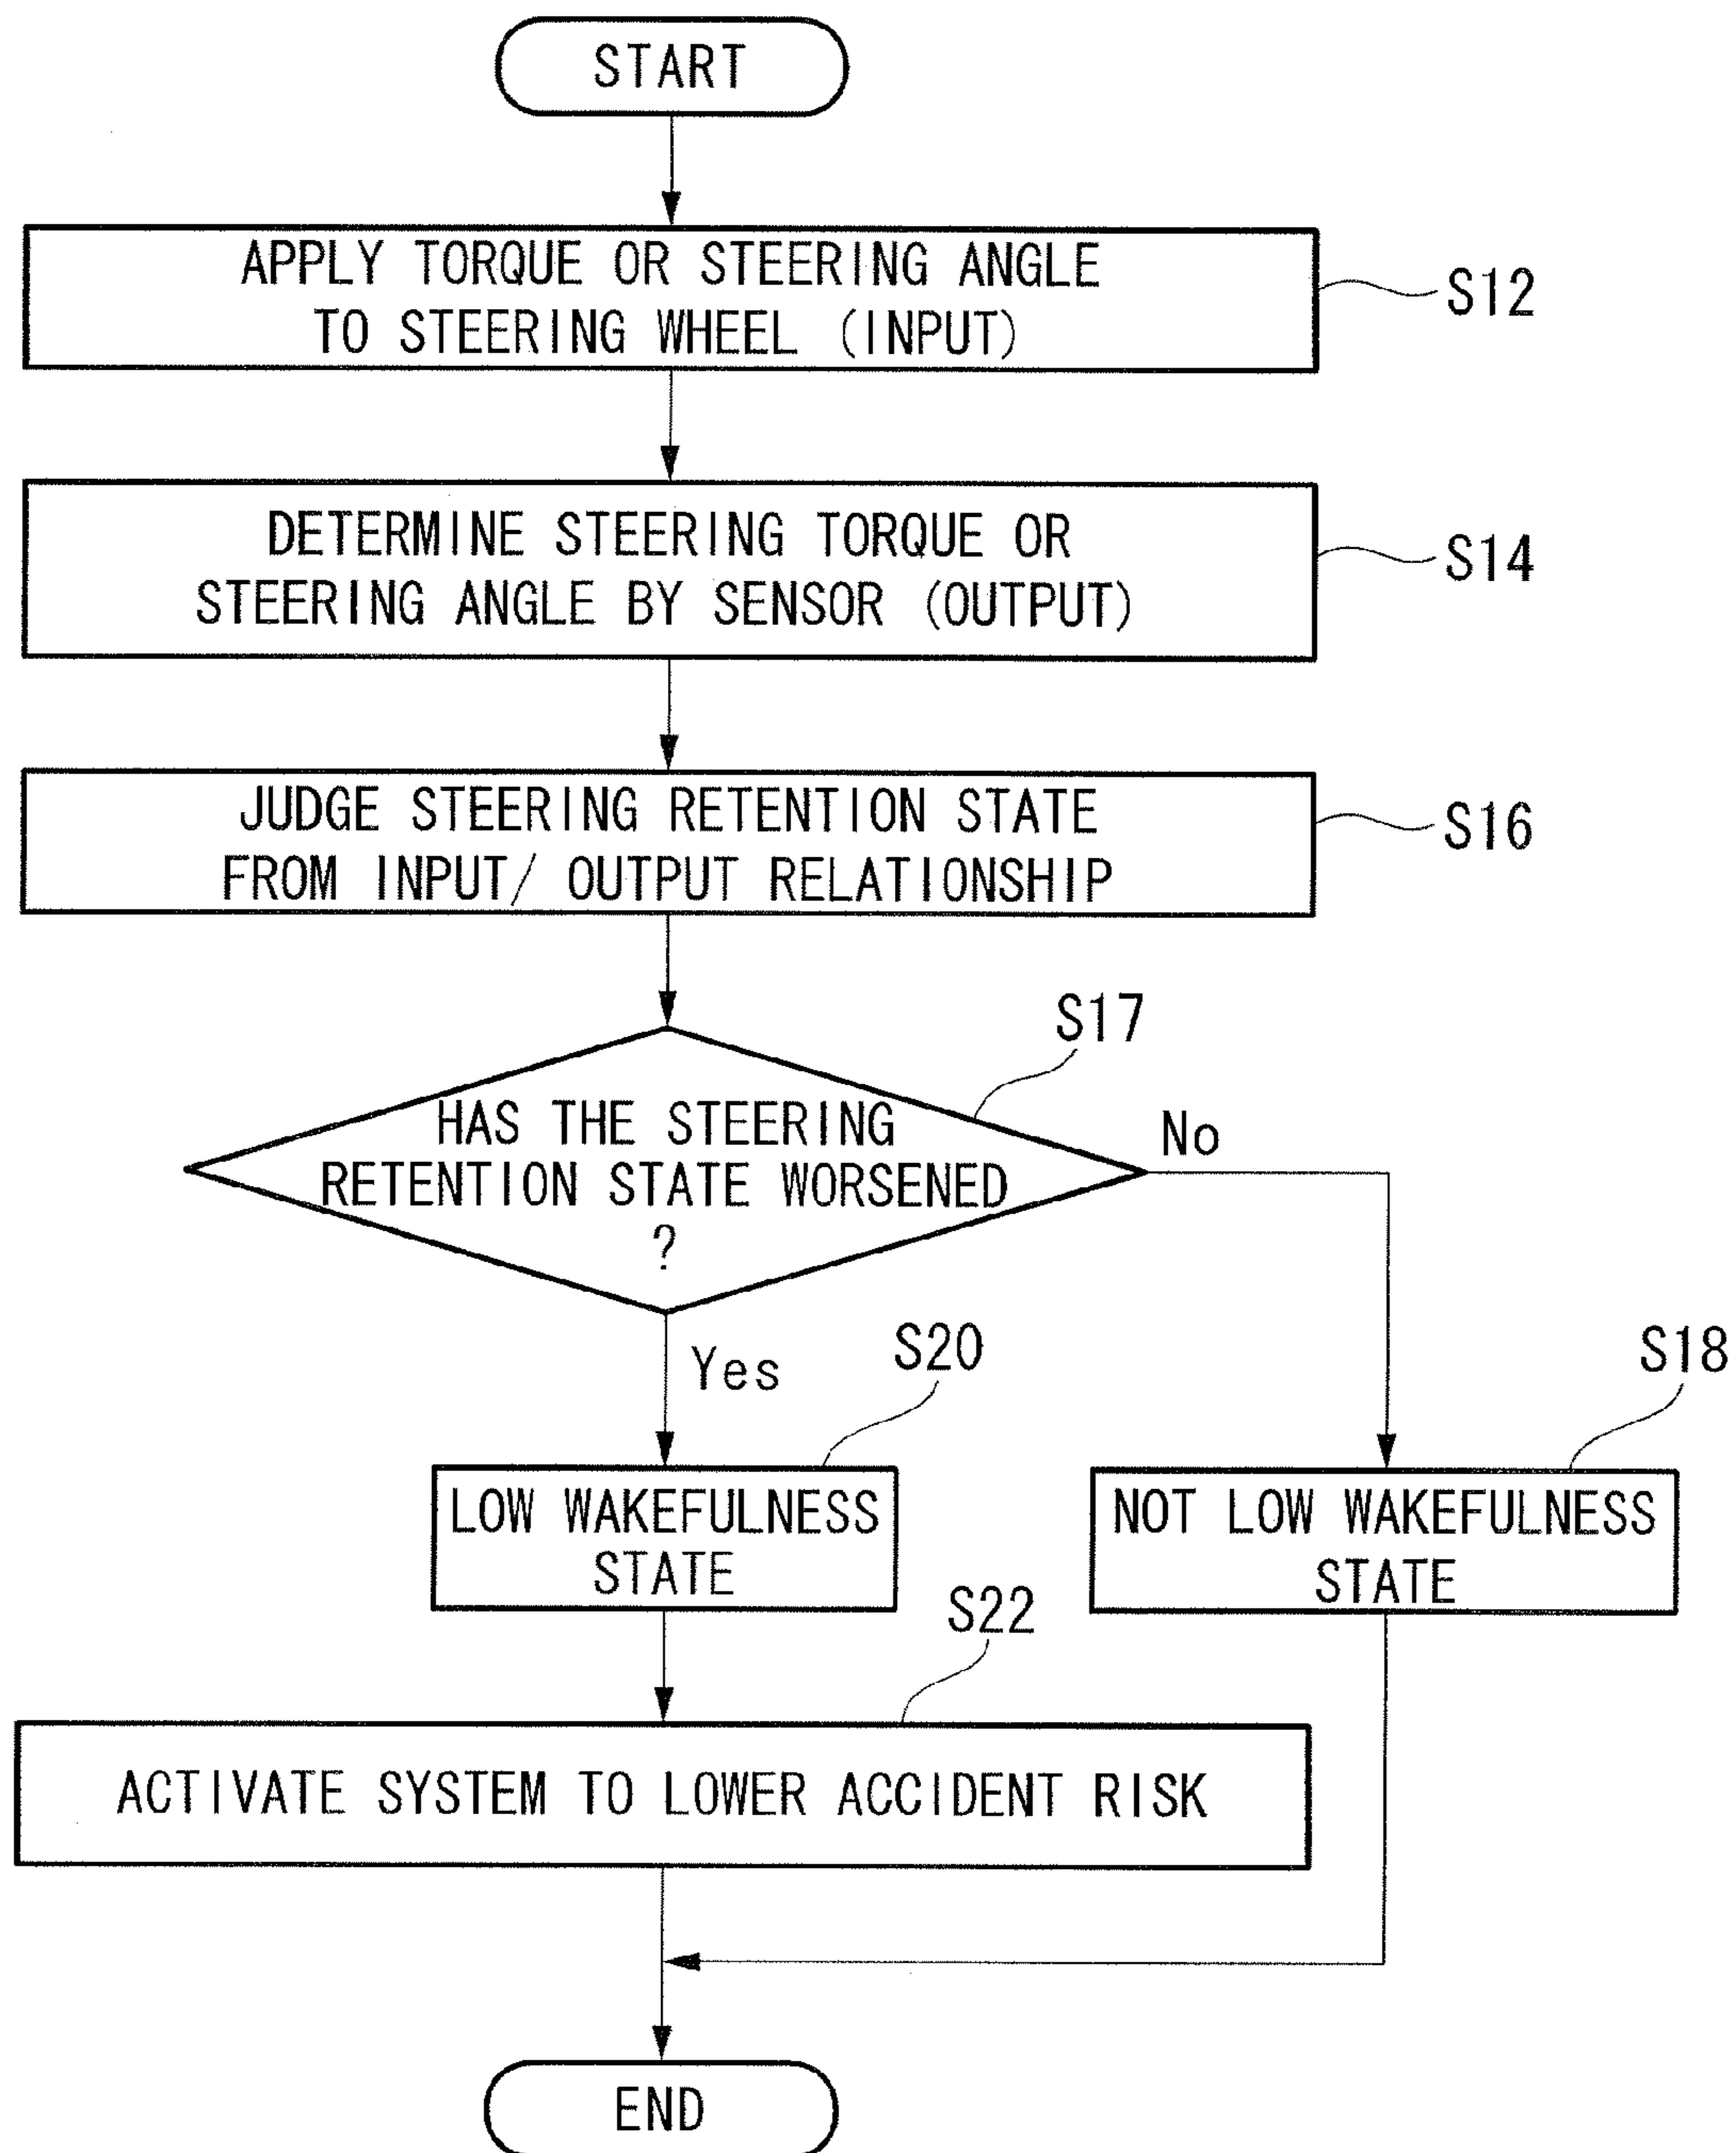 START
APPLY TORQUE OR STEERING ANGLE
TO STEERING WHEEL (INPUT)
S12
DETERMINE STEERING TORQUE OR
STEERING ANGLE BY SENSOR (OUTPUT)
S14
JUDGE STEERING RETENTION STATE
FROM INPUT/ OUTPUT RELATIONSHIP
S16
S17
HAS THE STEERING
RETENTION STATE WORSENED
?
No
Yes
S20
S18
LOW WAKEFULNESS
STATE
NOT LOW WAKEFULNESS
STATE
S22
ACTIVATE SYSTEM TO LOWER ACCIDENT RISK
END